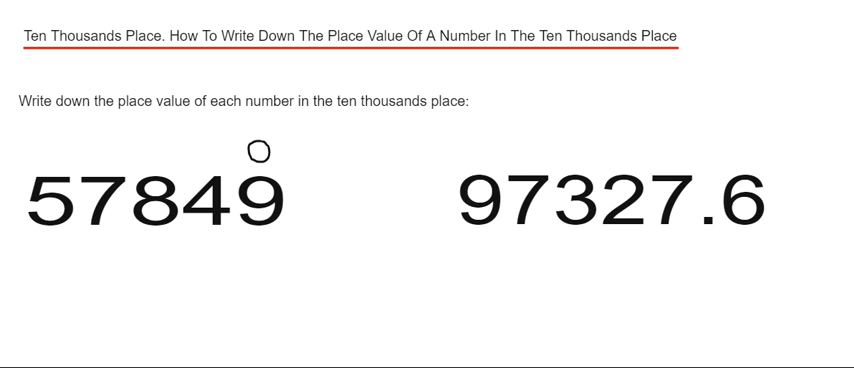 Ten Thousands Place. How To Write Down The Place Value Of A Number In The Ten Thousands Place
Write down the place value of each number in the ten thousands place:
O
57849 97327.6